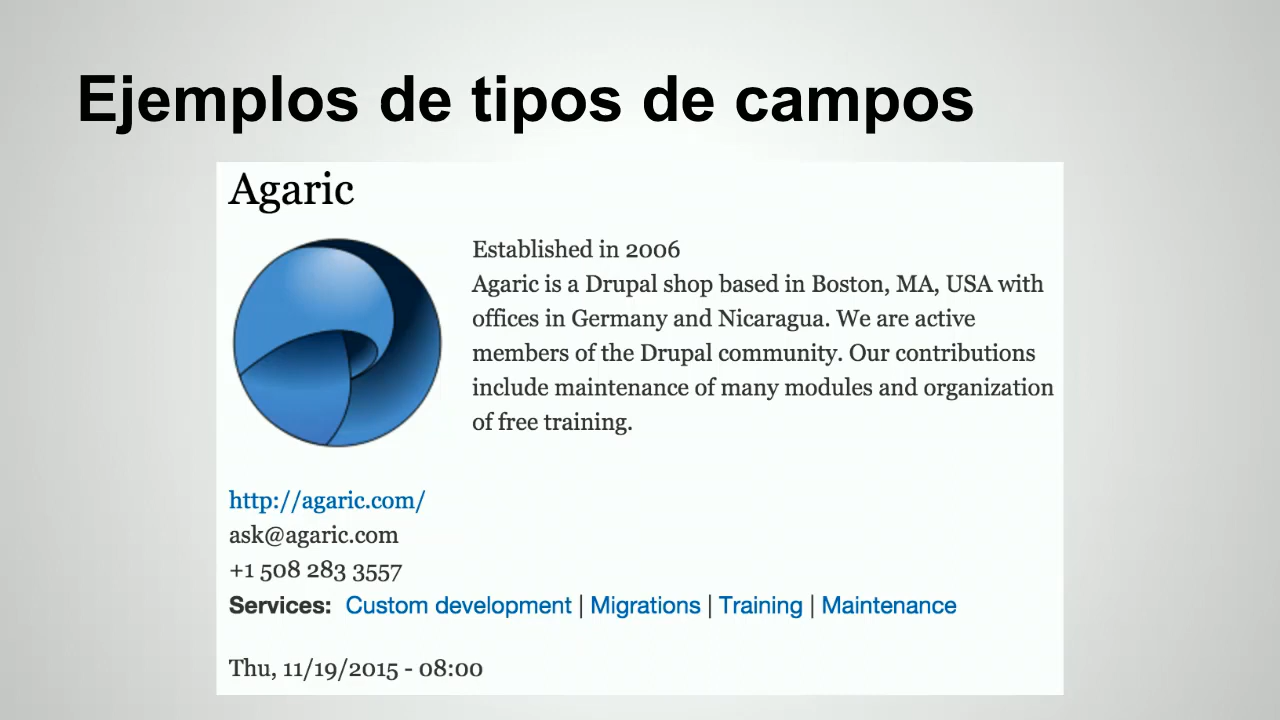 Ejemplos de tipos de campos
Agaric
Established in 2006
Agaric is a Drupal shop based in Boston, MA, USA with
offices in Germany and Nicaragua. We are active
members of the Drupal community. Our contributions
include maintenance of many modules and organization
of free training.
http://agaric.com/
ask@agaric.com
+1 508 283 3557
Services: Custom development | Migrations | Training | Maintenance
Thu, 11/19/2015 - 08:00